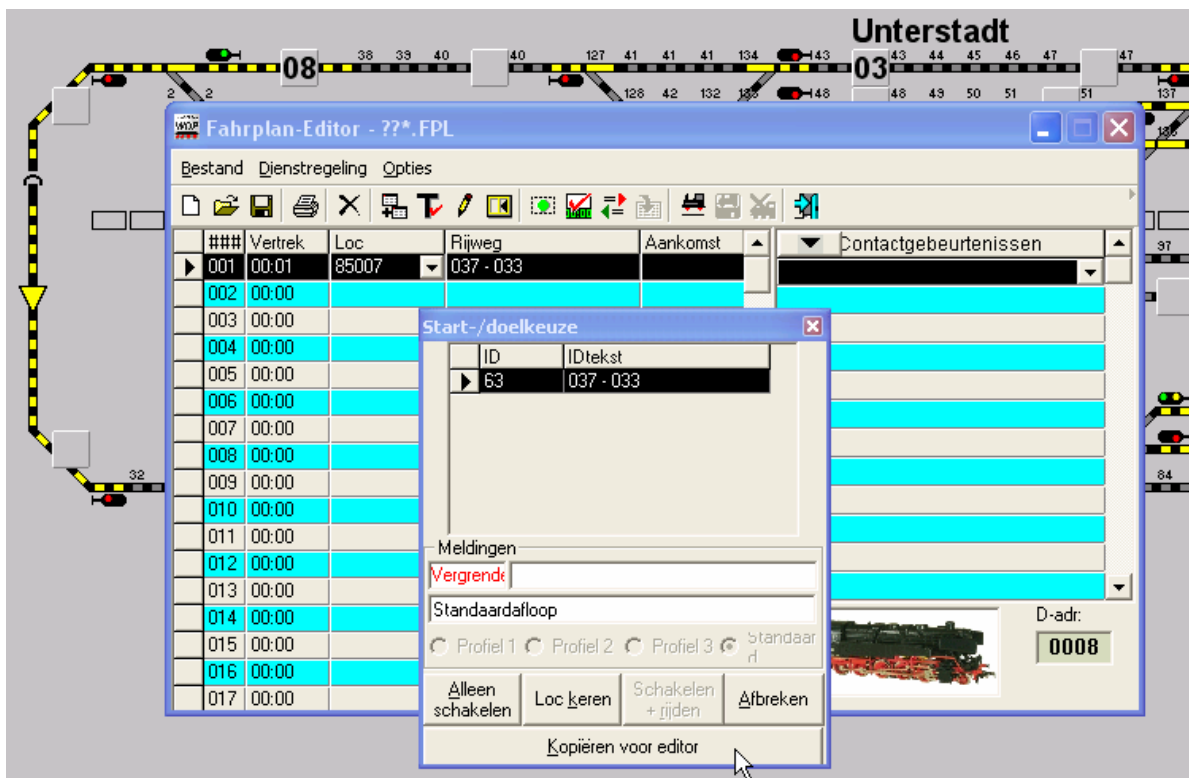 Unterstadt
08 38 39 40 40 127 41 41 41 134 43 03 43 44 45 46 47 47
2 2 128 42 132 48 48 49 50 51 51 137
Fahrplan-Editor - ??*.FPL
Bestand Dienstregeling Opties
### Vertrek Loc Rijweg Aankomst Contactgebeurtenissen
97
001 00:01 85007 037 - 033
002 00:00
003 00:00
004 00:00
005 00:00
006 00:00
007 00:00
008 00:00
009 00:00
010 00:00
011 00:00
012 00:00
013 00:00
014 00:00
015 00:00
016 00:00
017 00:00
32
84
Start-/doelkeuze
ID IDtekst
63 037 - 033
Meldingen
Vergrende
Standaardafloop
Profiel 1 Profiel 2 Profiel 3 Standaar
d
Alleen
schakelen
Loc keren
Schakelen
+ rijden
Afbreken
Kopiëren voor editor
D-adr:
0008